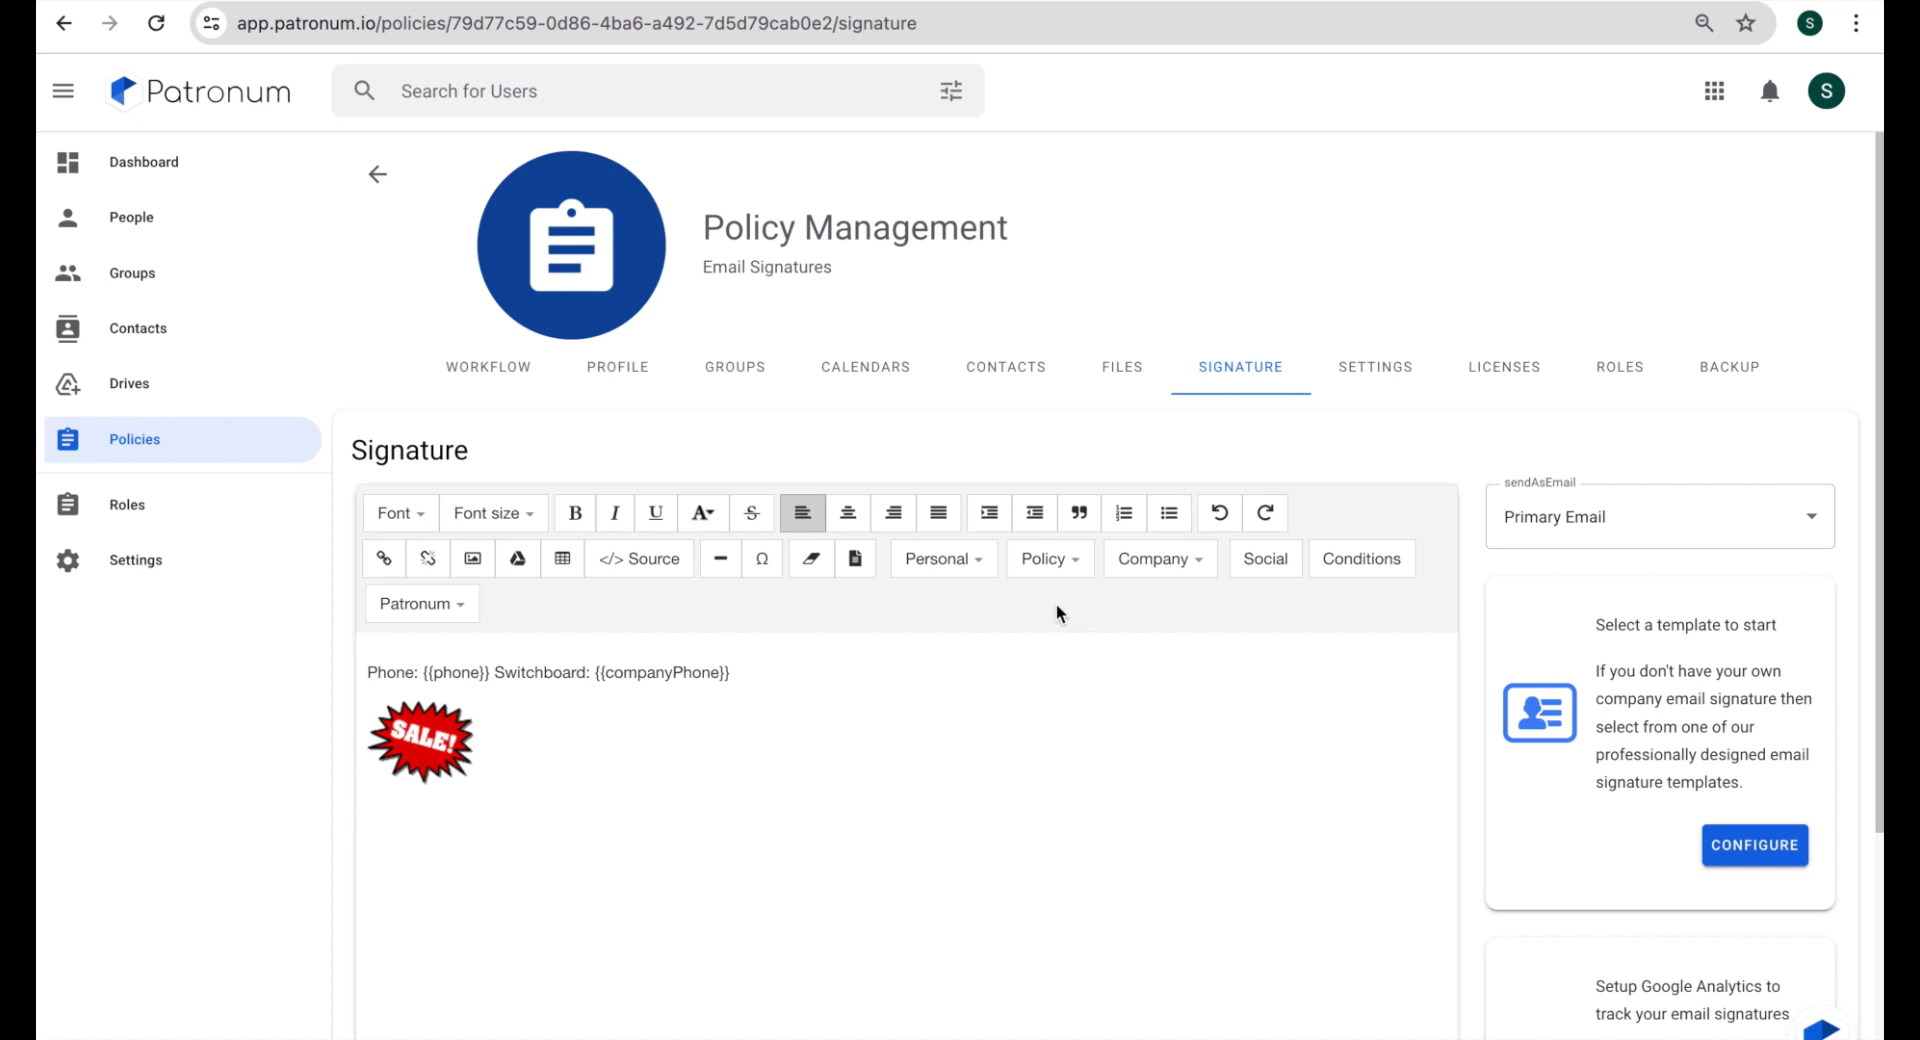 app.patronum.io/policies/79d77c59-0d86-4ba6-a492-7d5d79cab0e2/signature
S
Patronum
Search for Users
S
Dashboard
People
Groups
Contacts
Drives
Policies
Roles
Settings
Policy Management
Email Signatures
WORKFLOW PROFILE GROUPS CALENDARS CONTACTS FILES SIGNATURE SETTINGS LICENSES ROLES BACKUP
Signature
Font Font size B I U A S
</> Source Ω Personal Policy Company Social Conditions
Patronum
Phone: {{phone}} Switchboard: {{companyPhone}}
SALE!
sendAsEmail
Primary Email
Select a template to start
If you don't have your own
company email signature then
select from one of our
professionally designed email
signature templates.
CONFIGURE
Setup Google Analytics to
track your email signatures